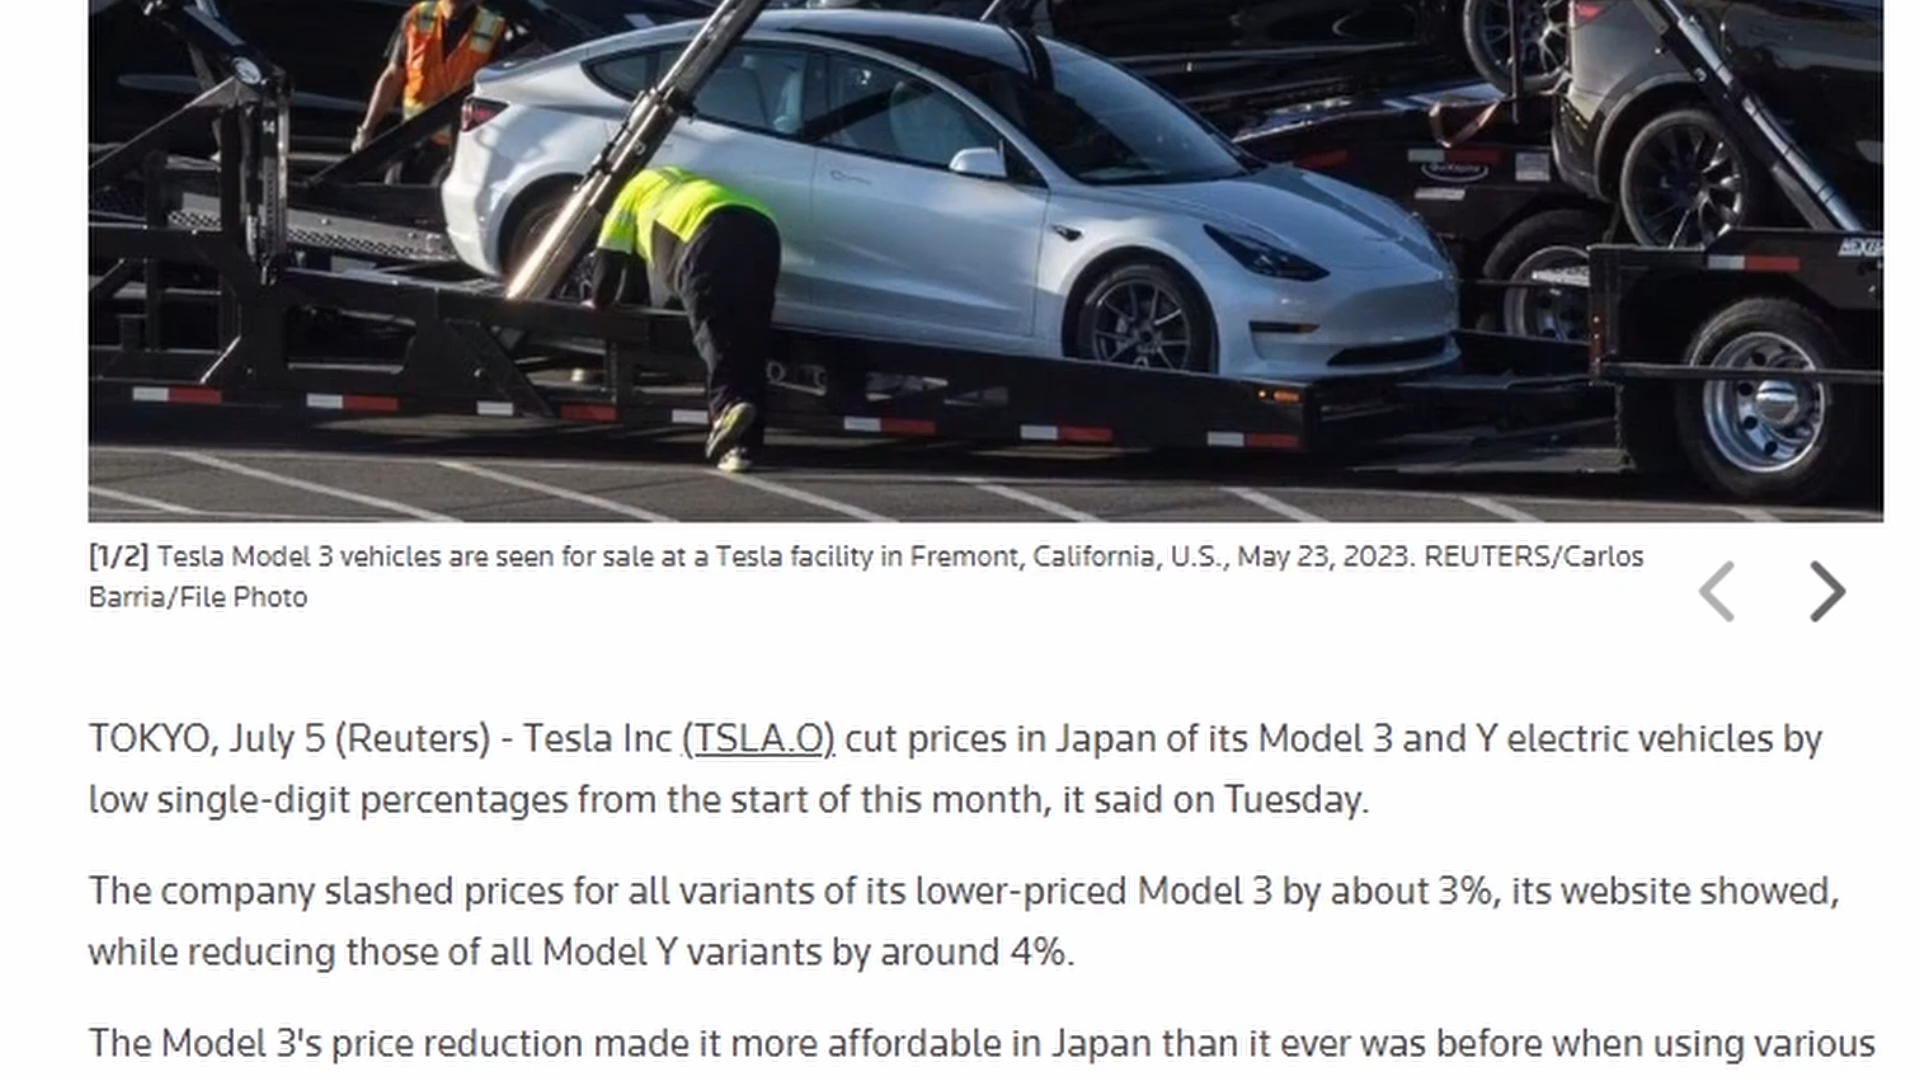 14
[1/2] Tesla Model 3 vehicles are seen for sale at a Tesla facility in Fremont, California, U.S., May 23, 2023. REUTERS/Carlos
Barria/File Photo
TOKYO, July 5 (Reuters) - Tesla Inc (TSLA.O) cut prices in Japan of its Model 3 and Y electric vehicles by
low single-digit percentages from the start of this month, it said on Tuesday.
The company slashed prices for all variants of its lower-priced Model 3 by about 3%, its website showed,
while reducing those of all Model Y variants by around 4%.
The Model 3's price reduction made it more affordable in Japan than it ever was before when using various